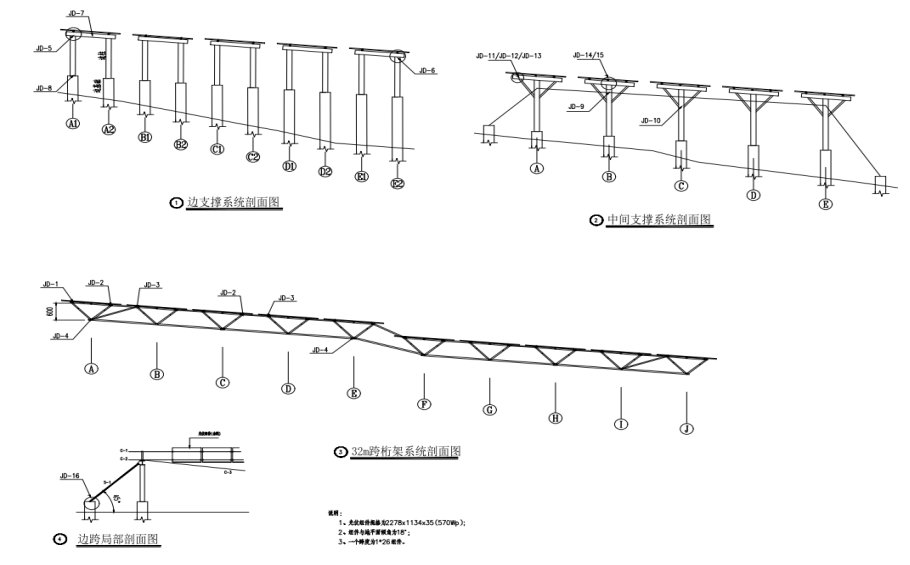 JD-7
JD-5
JD-8
JD-6
A1 A2 B1 B2 C1 C2 D1 D2 E1 E2
1 边支撑系统剖面图
JD-11/JD-12/JD-13
JD-14/15
JD-9
JD-10
A B C D E
2 中间支撑系统剖面图
JD-1
JD-2
JD-3
JD-2
JD-3
600
JD-4
JD-4
A B C D E F G H I J
3 32m跨桁架系统剖面图
C-1
C-2
C-3
JD-16
S-1
45°
4 边跨局部剖面图
说明:
1、光伏组件规格为2278x1134x35(570Wp);
2、组件与地平面倾角为18°;
3、一个跨度为1*26组件。